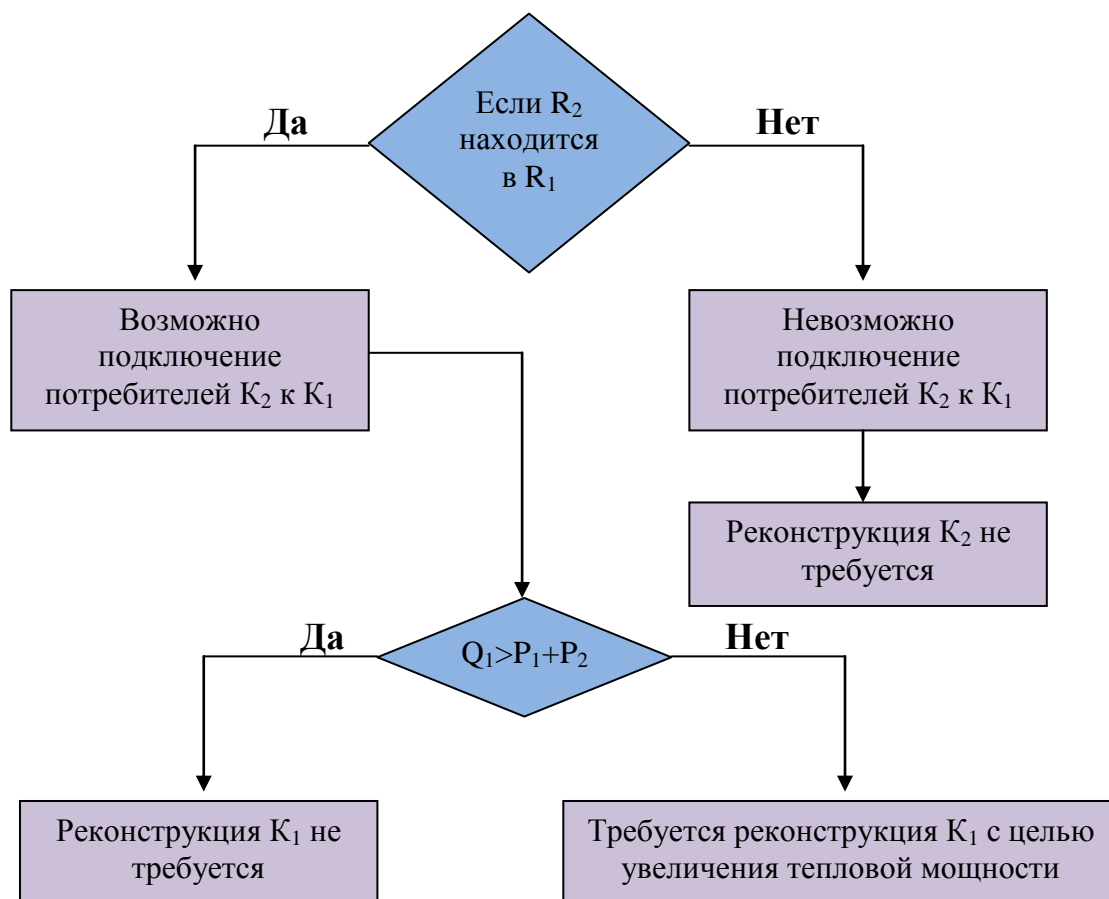 Если R₂
находится
в R₁
Да
Нет
Возможно
подключение
потребителей К₂ к К₁
Невозможно
подключение
потребителей К₂ к К₁
Реконструкция К₂ не
требуется
Да
Q₁>P₁+P₂
Нет
Реконструкция К₁ не
требуется
Требуется реконструкция К₁ с целью
увеличения тепловой мощности